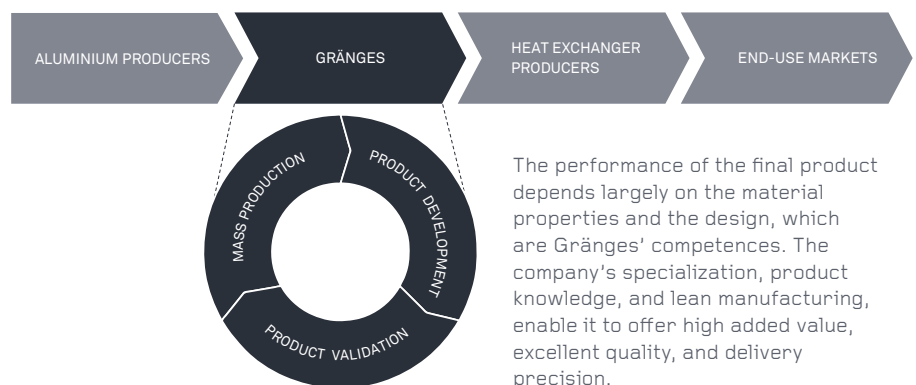 ALUMINIUM PRODUCERS
GRÄNGES
HEAT EXCHANGER
PRODUCERS
END-USE MARKETS
MASS PRODUCTION
PRODUCT DEVELOPMENT
PRODUCT VALIDATION
The performance of the final product
depends largely on the material
properties and the design, which
are Gränges’ competences. The
company’s specialization, product
knowledge, and lean manufacturing,
enable it to offer high added value,
excellent quality, and delivery
precision.